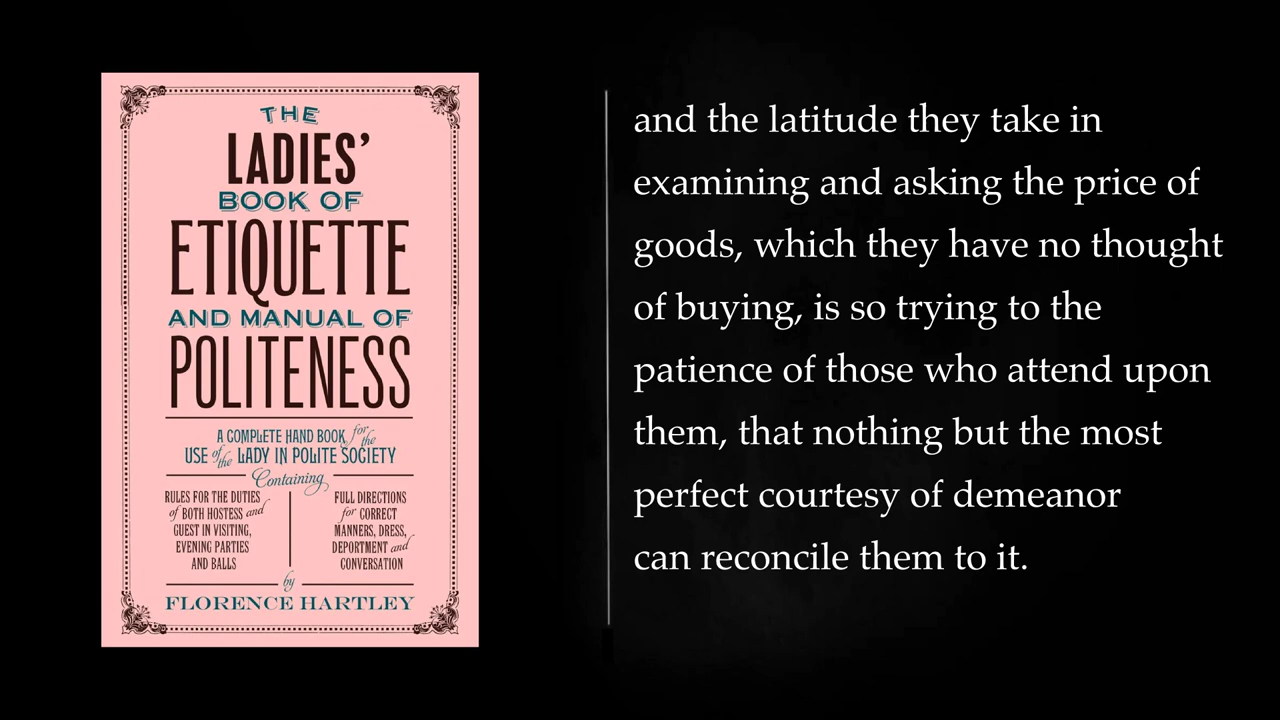 THE
LADIES’
BOOK OF
ETIQUETTE
AND MANUAL OF
POLITENESS
A COMPLETE HAND BOOK for the
USE of the LADY IN POLITE SOCIETY
Containing
RULES FOR THE DUTIES
of BOTH HOSTESS and
GUEST IN VISITING,
EVENING PARTIES
AND BALLS
FULL DIRECTIONS
for CORRECT
MANNERS, DRESS,
DEPORTMENT and
CONVERSATION
by
FLORENCE HARTLEY
and the latitude they take in
examining and asking the price of
goods, which they have no thought
of buying, is so trying to the
patience of those who attend upon
them, that nothing but the most
perfect courtesy of demeanor
can reconcile them to it.